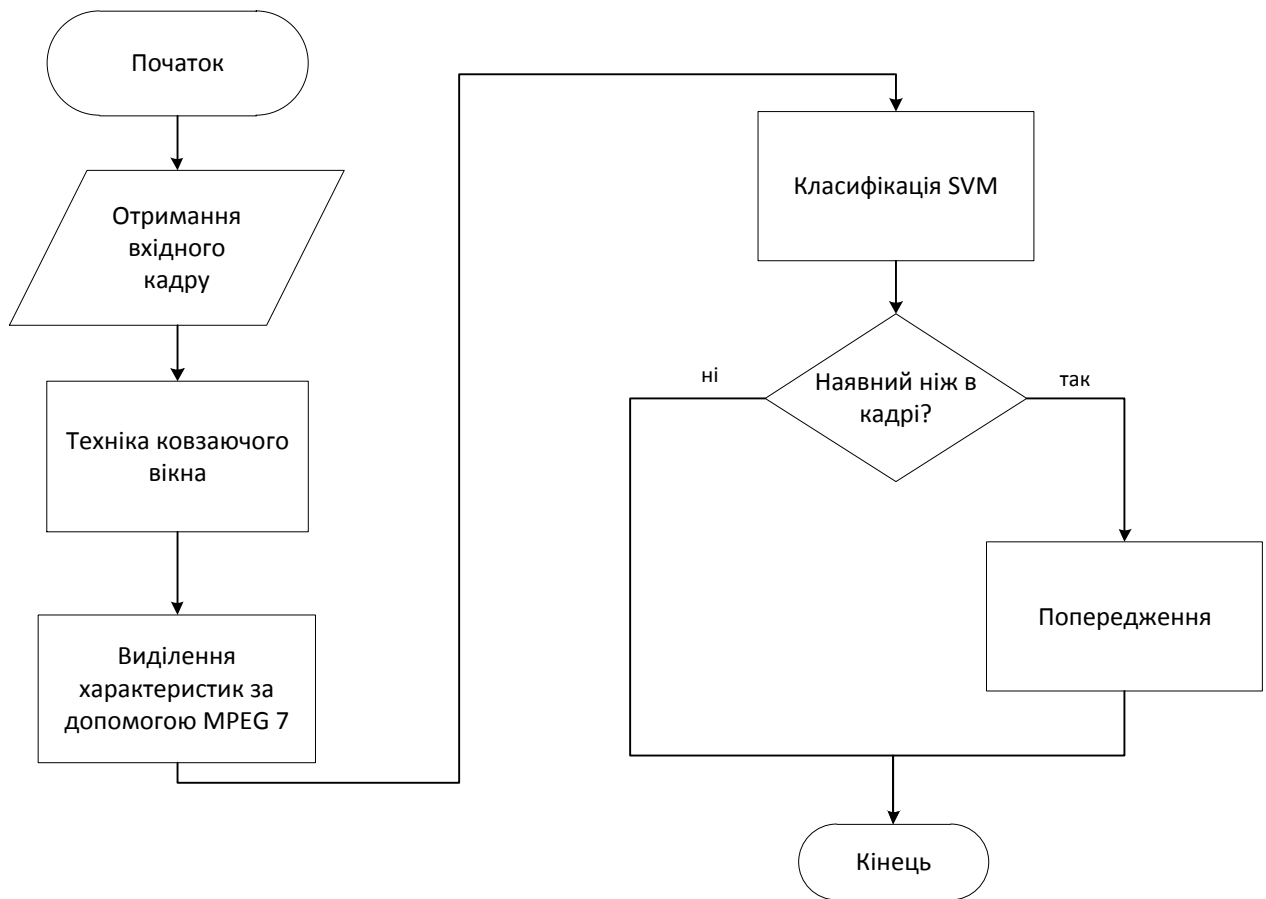 Початок
Отримання
вхідного
кадру
Техніка ковзаючого
вікна
Виділення
характеристик за
допомогою MPEG 7
Класифікація SVM
Наявний ніж в
кадрі?
ні
так
Попередження
Кінець